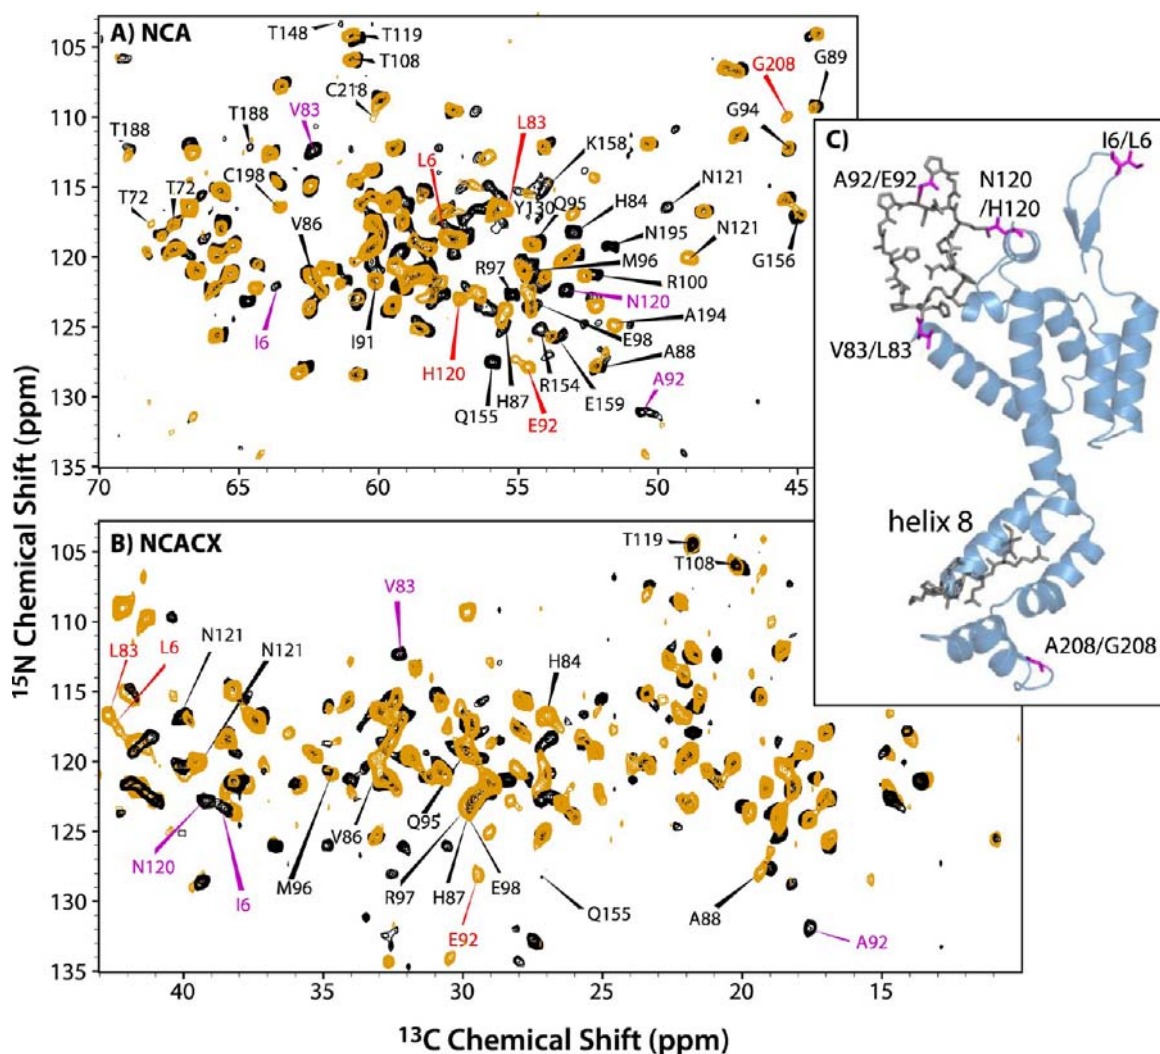 A) NCA
T148
T119
T108
C218
V83
T188
T188
C198
T72
T72
V86
I6
I91
L6
L83
K158
Y130
Q95
H84
N121
N195
M96
R97
R100
N120
N121
A194
E98
A88
R154
E159
A92
H120
Q155
H87
E92
G208
G89
G94
G156
105
110
115
120
125
130
135
70 65 60 55 50 45
15N Chemical Shift (ppm)
B) NCACX
T119
T108
V83
L83
L6
N121
N121
H84
N120
I6
M96
V86
Q95
R97
H87
E98
E92
Q155
A88
A92
105
110
115
120
125
130
135
40 35 30 25 20 15
13C Chemical Shift (ppm)
C)
I6/L6
A92/E92
N120
/H120
V83/L83
helix 8
A208/G208